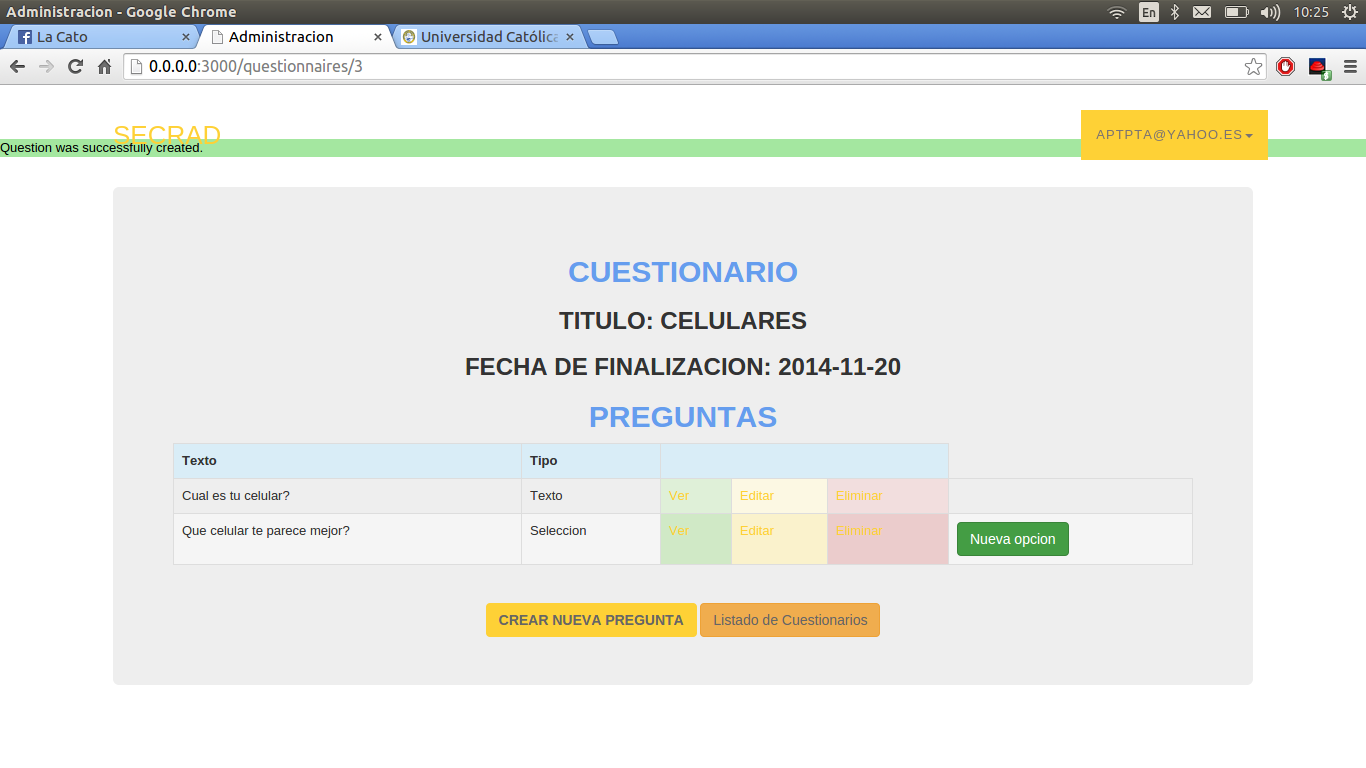 Administracion - Google Chrome
En
10:25
La Cato
Administracion
Universidad Católica
0.0.0.0:3000/questionnaires/3
SECRAD
APTPTA@YAHOO.ES
Question was successfully created.
CUESTIONARIO
TITULO: CELULARES
FECHA DE FINALIZACION: 2014-11-20
PREGUNTAS
Texto Tipo
Cual es tu celular? Texto Ver Editar Eliminar
Que celular te parece mejor? Seleccion Ver Editar Eliminar Nueva opcion
CREAR NUEVA PREGUNTA Listado de Cuestionarios